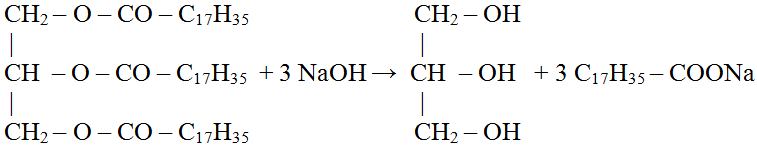 CH₂ – O – CO – C₁₇H₃₅ CH₂ – OH
| |
CH – O – CO – C₁₇H₃₅ + 3 NaOH → CH – OH + 3 C₁₇H₃₅ – COONa
| |
CH₂ – O – CO – C₁₇H₃₅ CH₂ – OH